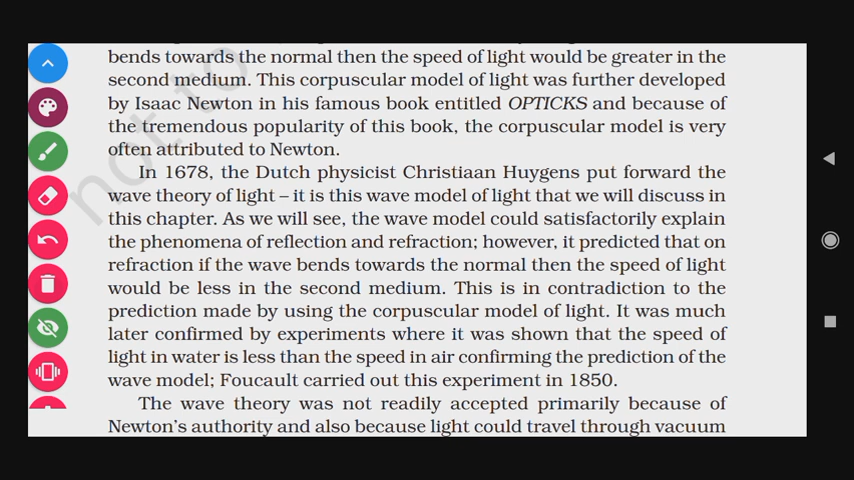 bends towards the normal then the speed of light would be greater in the
second medium. This corpuscular model of light was further developed
by Isaac Newton in his famous book entitled OPTICKS and because of
the tremendous popularity of this book, the corpuscular model is very
often attributed to Newton.
In 1678, the Dutch physicist Christiaan Huygens put forward the
wave theory of light – it is this wave model of light that we will discuss in
this chapter. As we will see, the wave model could satisfactorily explain
the phenomena of reflection and refraction; however, it predicted that on
refraction if the wave bends towards the normal then the speed of light
would be less in the second medium. This is in contradiction to the
prediction made by using the corpuscular model of light. It was much
later confirmed by experiments where it was shown that the speed of
light in water is less than the speed in air confirming the prediction of the
wave model; Foucault carried out this experiment in 1850.
The wave theory was not readily accepted primarily because of
Newton's authority and also because light could travel through vacuum
not to